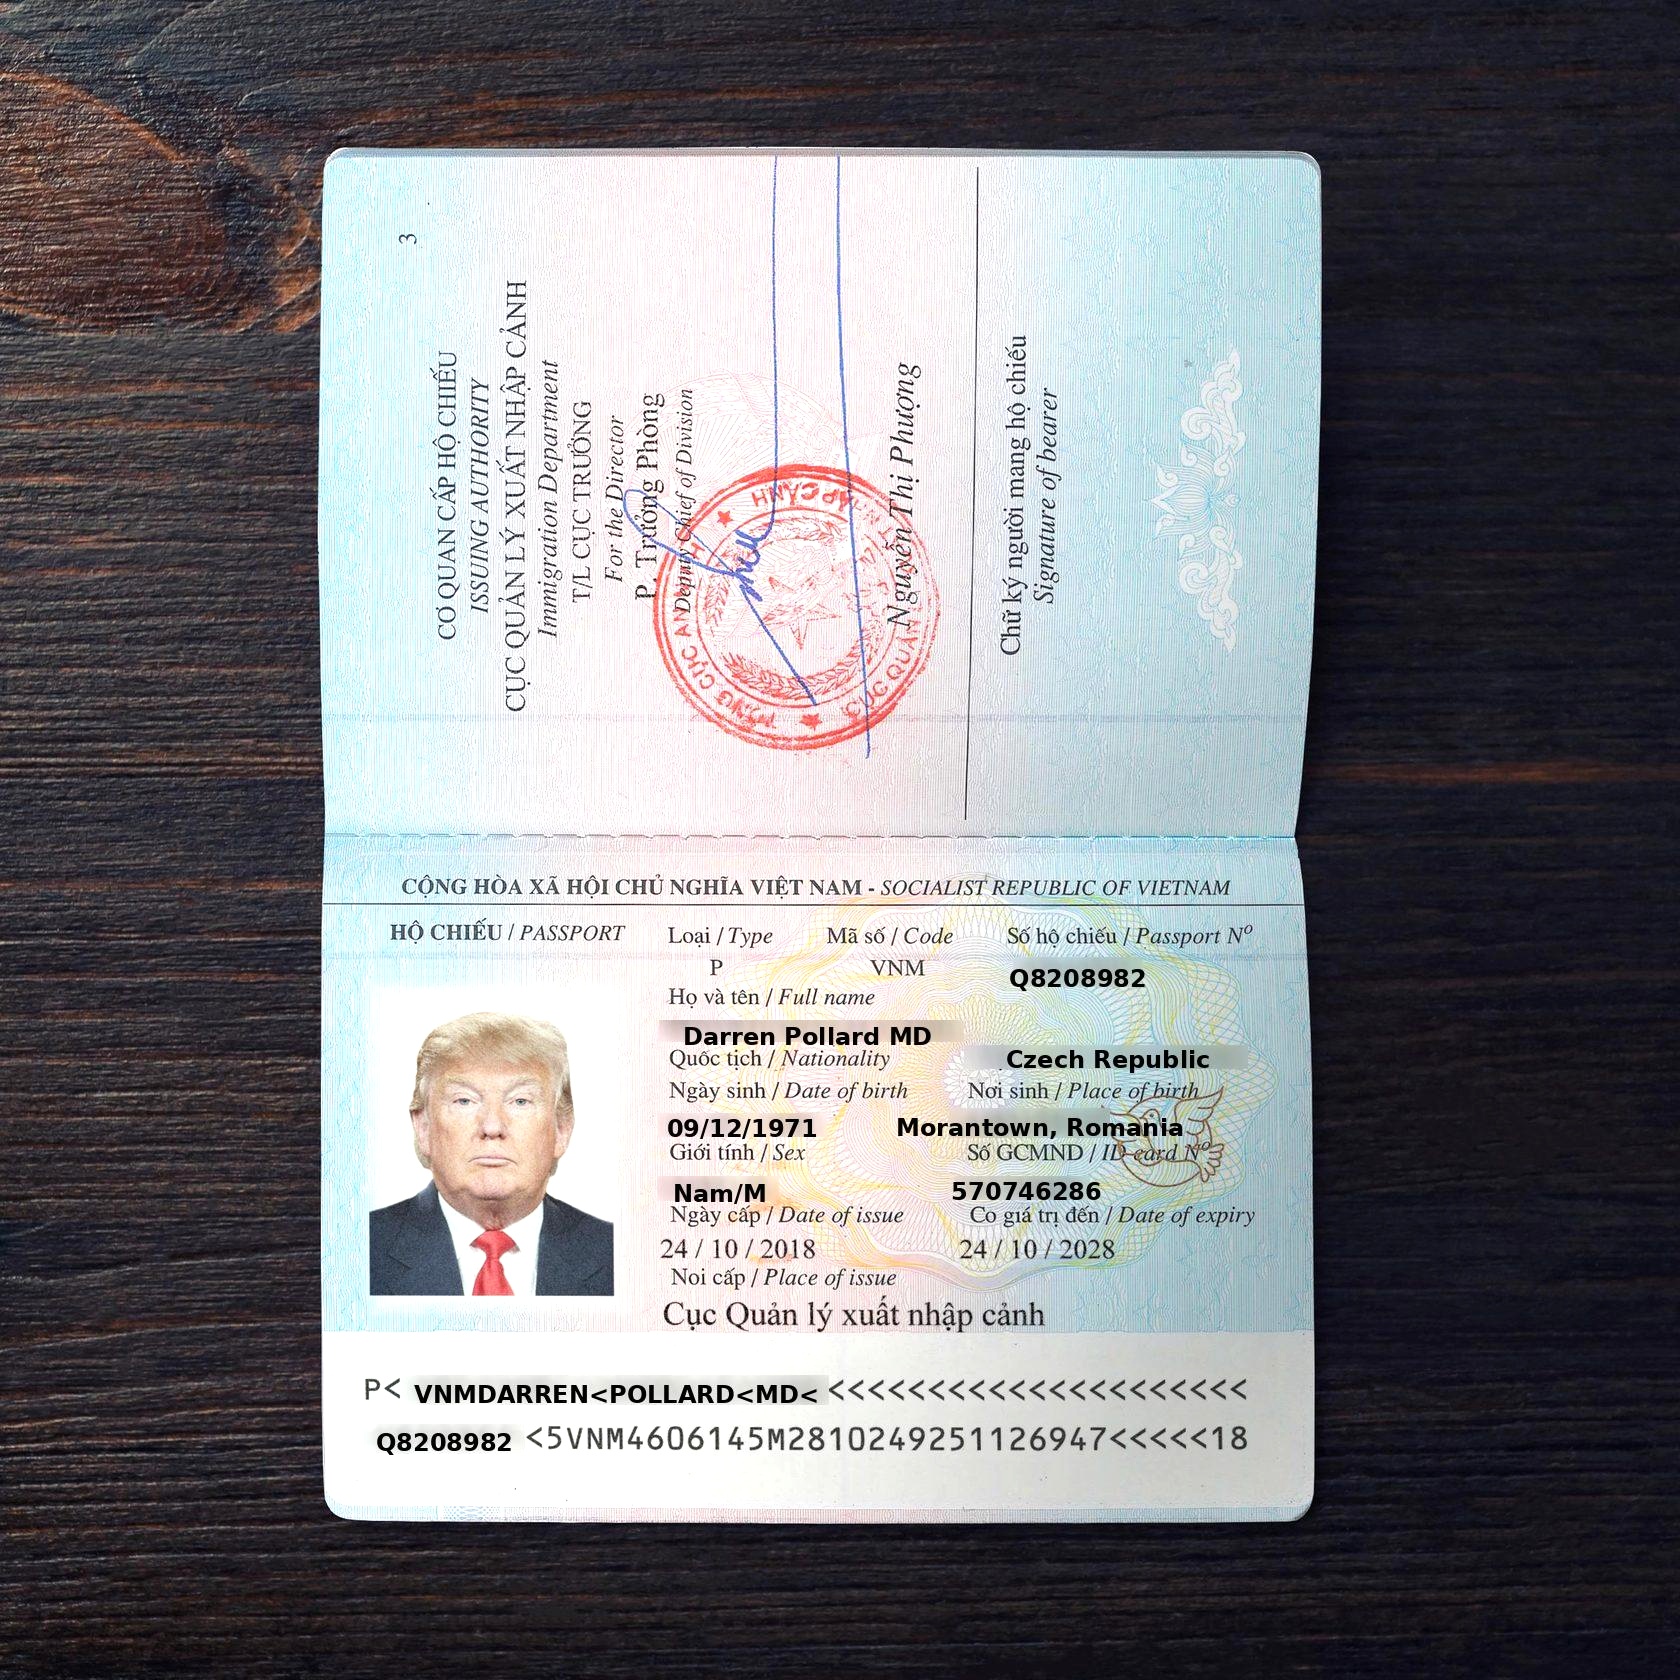 3
CƠ QUAN CẤP HỘ CHIẾU
ISSUING AUTHORITY
CỤC QUẢN LÝ XUẤT NHẬP CẢNH
Immigration Department
T/L CỤC TRƯỞNG
For the Director
P. Trưởng Phòng
Deputy Chief of Division
Nguyễn Thị Phượng
Chữ ký người mang hộ chiếu
Signature of bearer
CỘNG HÒA XÃ HỘI CHỦ NGHĨA VIỆT NAM - SOCIALIST REPUBLIC OF VIETNAM
HỘ CHIẾU / PASSPORT Loại / Type Mã số / Code Số hộ chiếu / Passport Nº
P VNM Q8208982
Họ và tên / Full name
Darren Pollard MD
Quốc tịch / Nationality Czech Republic
Ngày sinh / Date of birth Nơi sinh / Place of birth
09/12/1971 Morantown, Romania
Giới tính / Sex Số GCMND / ID card Nº
Nam/M 570746286
Ngày cấp / Date of issue Co giá trị đến / Date of expiry
24 / 10 / 2018 24 / 10 / 2028
Noi cấp / Place of issue
Cục Quản lý xuất nhập cảnh
P< VNMDARREN<POLLARD<MD< <<<<<<<<<<<<<<<<<<<<<
Q8208982 <5VNM4606145M2810249251126947<<<<<18